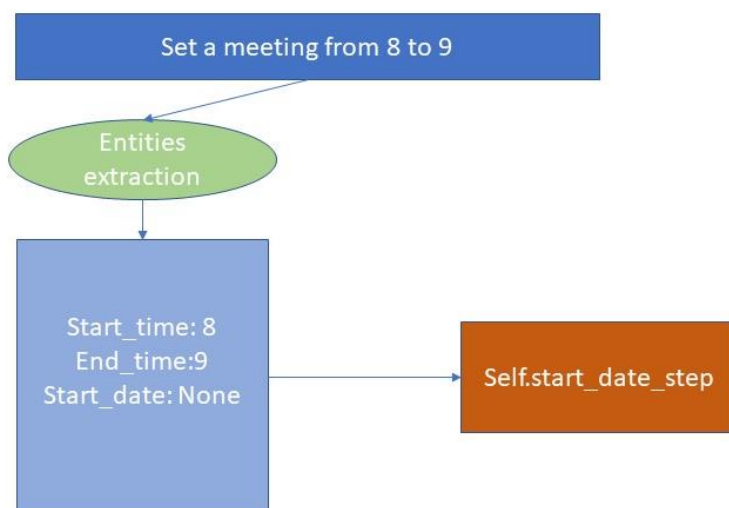 Set a meeting from 8 to 9
Entities
extraction
Start_time: 8
End_time:9
Start_date: None
Self.start_date_step